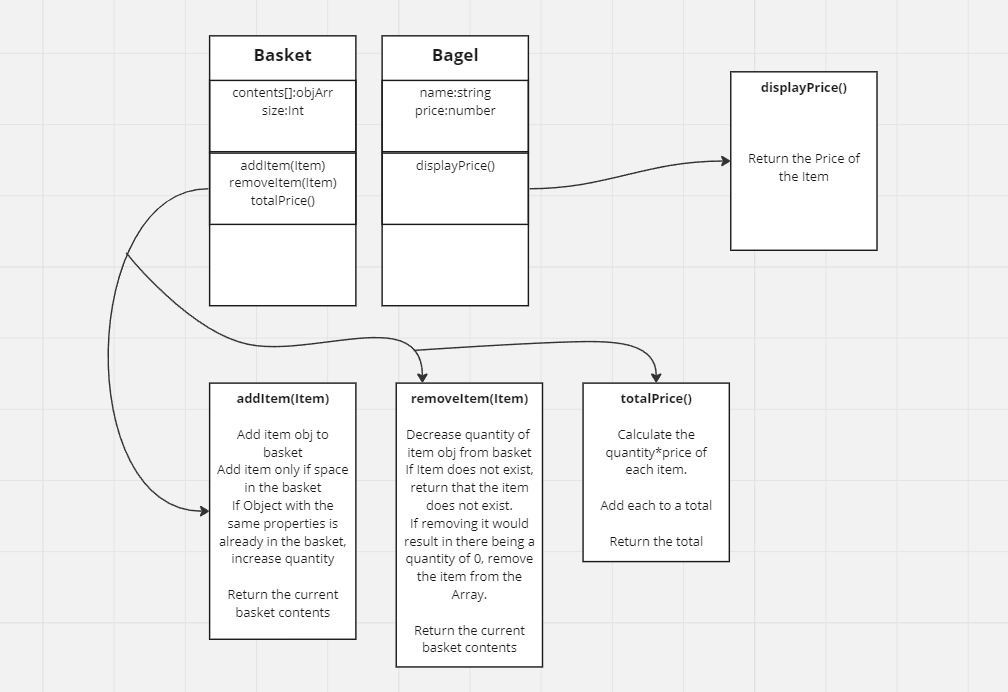 Basket
contents[]:objArr
size:Int
addItem(Item)
removeItem(Item)
totalPrice()
Bagel
name:string
price:number
displayPrice()
displayPrice()
Return the Price of
the Item
addItem(Item)
Add item obj to
basket
Add item only if space
in the basket
If Object with the
same properties is
already in the basket,
increase quantity
Return the current
basket contents
removeItem(Item)
Decrease quantity of
item obj from basket
If Item does not exist,
return that the item
does not exist.
If removing it would
result in there being a
quantity of 0, remove
the item from the
Array.
Return the current
basket contents
totalPrice()
Calculate the
quantity*price of
each item.
Add each to a total
Return the total